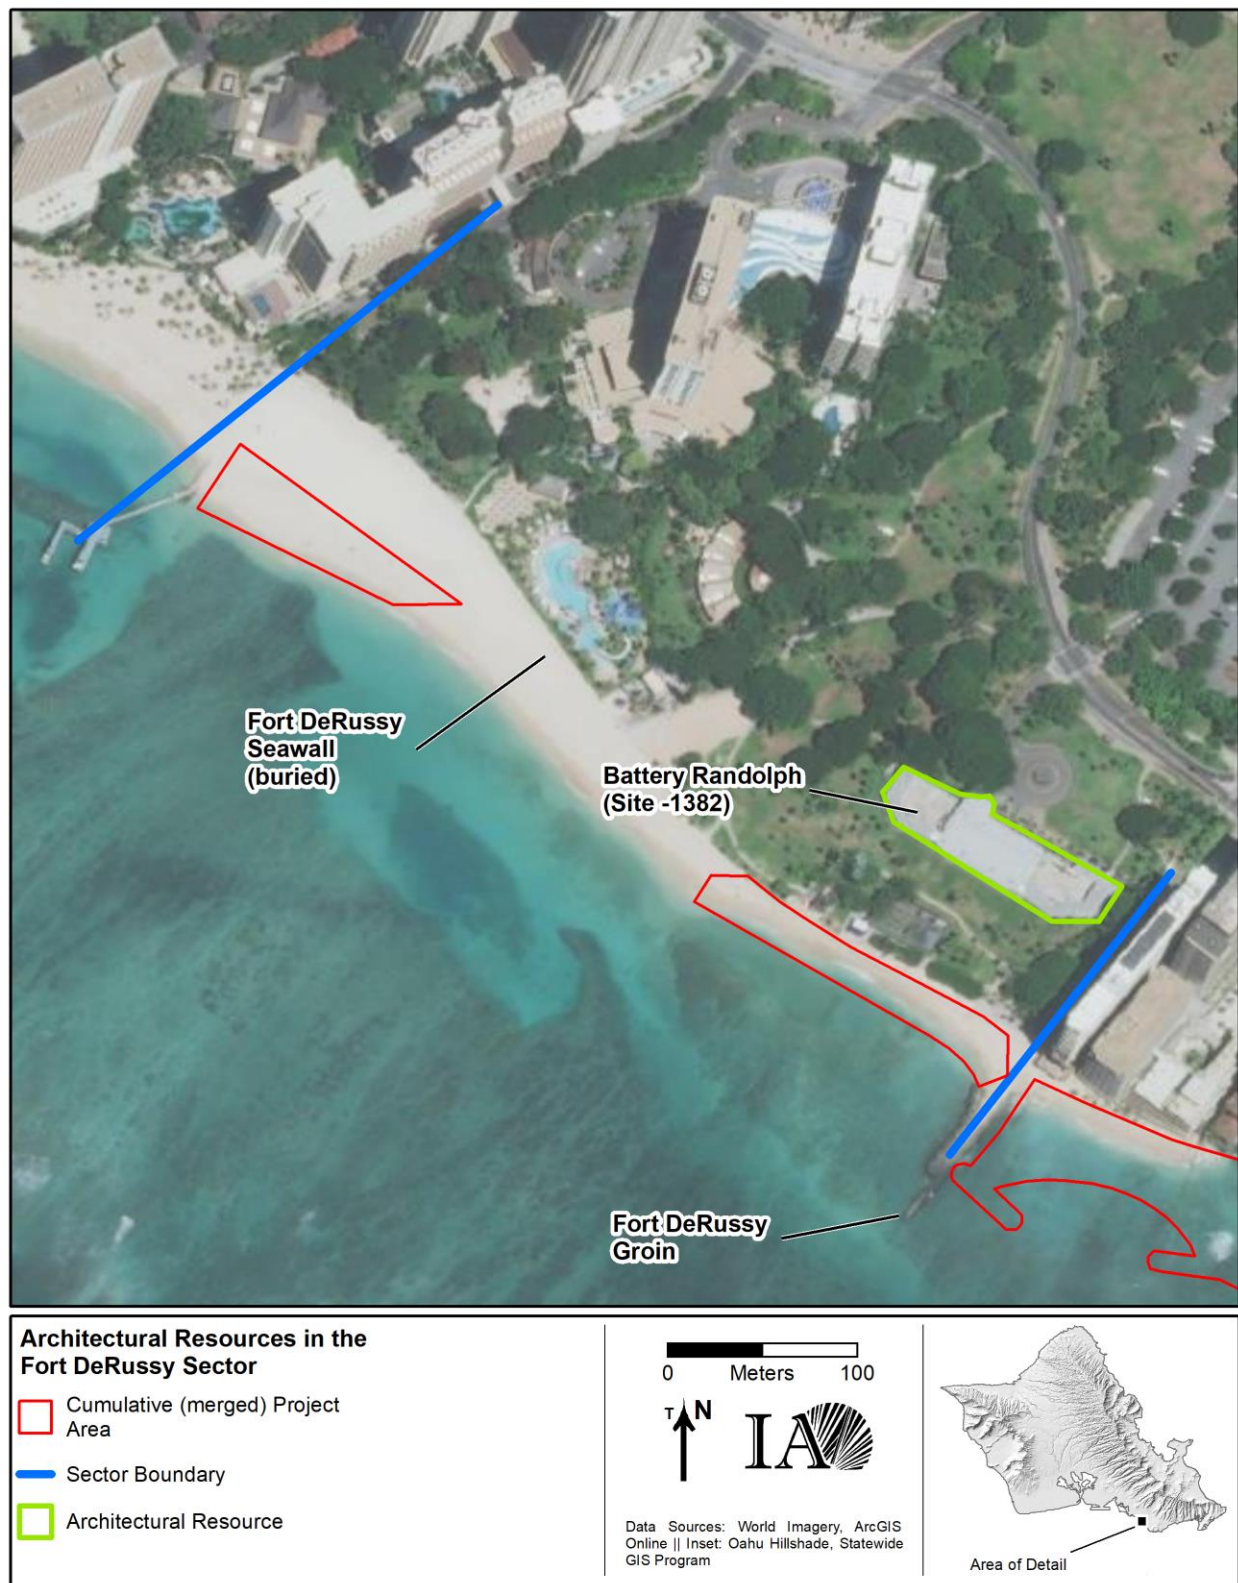 Fort DeRussy
Seawall
(buried)
Battery Randolph
(Site -1382)
Fort DeRussy
Groin
Architectural Resources in the
Fort DeRussy Sector
Cumulative (merged) Project
Area
Sector Boundary
Architectural Resource
0 Meters 100
T N
IA
Data Sources: World Imagery, ArcGIS
Online || Inset: Oahu Hillshade, Statewide
GIS Program
Area of Detail